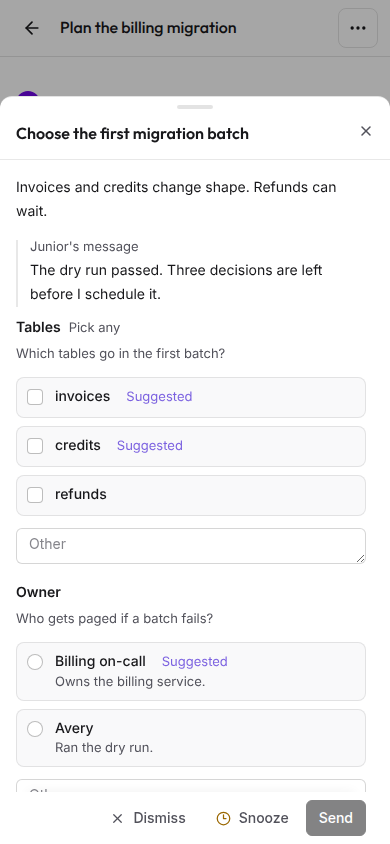 Plan the billing migration
Choose the first migration batch
Invoices and credits change shape. Refunds can
wait.
Junior's message
The dry run passed. Three decisions are left
before I schedule it.
Tables Pick any
Which tables go in the first batch?
invoices Suggested
credits Suggested
refunds
Other
Owner
Who gets paged if a batch fails?
Billing on-call Suggested
Owns the billing service.
Avery
Ran the dry run.
Dismiss Snooze Send